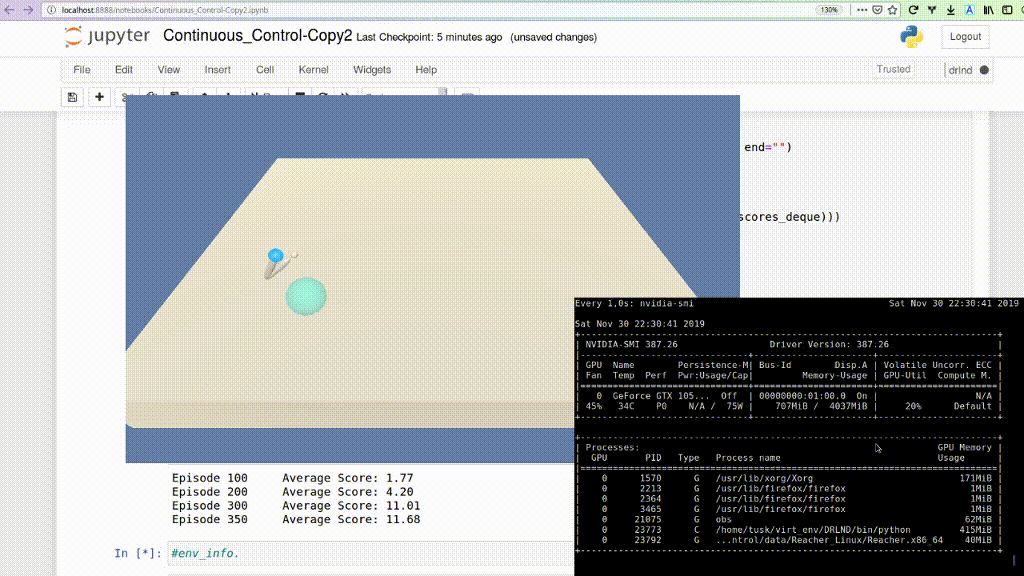 localhost:8888/notebooks/Continuous_Control-Copy2.ipynb 130%
jupyter Continuous_Control-Copy2 Last Checkpoint: 5 minutes ago (unsaved changes) Logout
File Edit View Insert Cell Kernel Widgets Help Trusted drlnd
end="")
scores_deque)))
Episode 100 Average Score: 1.77
Episode 200 Average Score: 4.20
Episode 300 Average Score: 11.01
Episode 350 Average Score: 11.68
In [*]: #env_info.
Every 1,0s: nvidia-smi Sat Nov 30 22:30:41 2019
Sat Nov 30 22:30:41 2019
NVIDIA-SMI 387.26 Driver Version: 387.26
GPU Name Persistence-M| Bus-Id Disp.A | Volatile Uncorr. ECC
Fan Temp Perf Pwr:Usage/Cap| Memory-Usage | GPU-Util Compute M.
0 GeForce GTX 105... Off | 00000000:01:00.0 On | N/A
45% 34C P0 N/A / 75W | 707MiB / 4037MiB | 20% Default
Processes: GPU Memory
GPU PID Type Process name Usage
0 1570 G /usr/lib/xorg/Xorg 171MiB
0 2213 G /usr/lib/firefox/firefox 1MiB
0 2364 G /usr/lib/firefox/firefox 1MiB
0 3465 G /usr/lib/firefox/firefox 1MiB
0 21075 G obs 62MiB
0 23773 C /home/tusk/virt_env/DRLND/bin/python 415MiB
0 23792 G ...ntrol/data/Reacher_Linux/Reacher.x86_64 40MiB